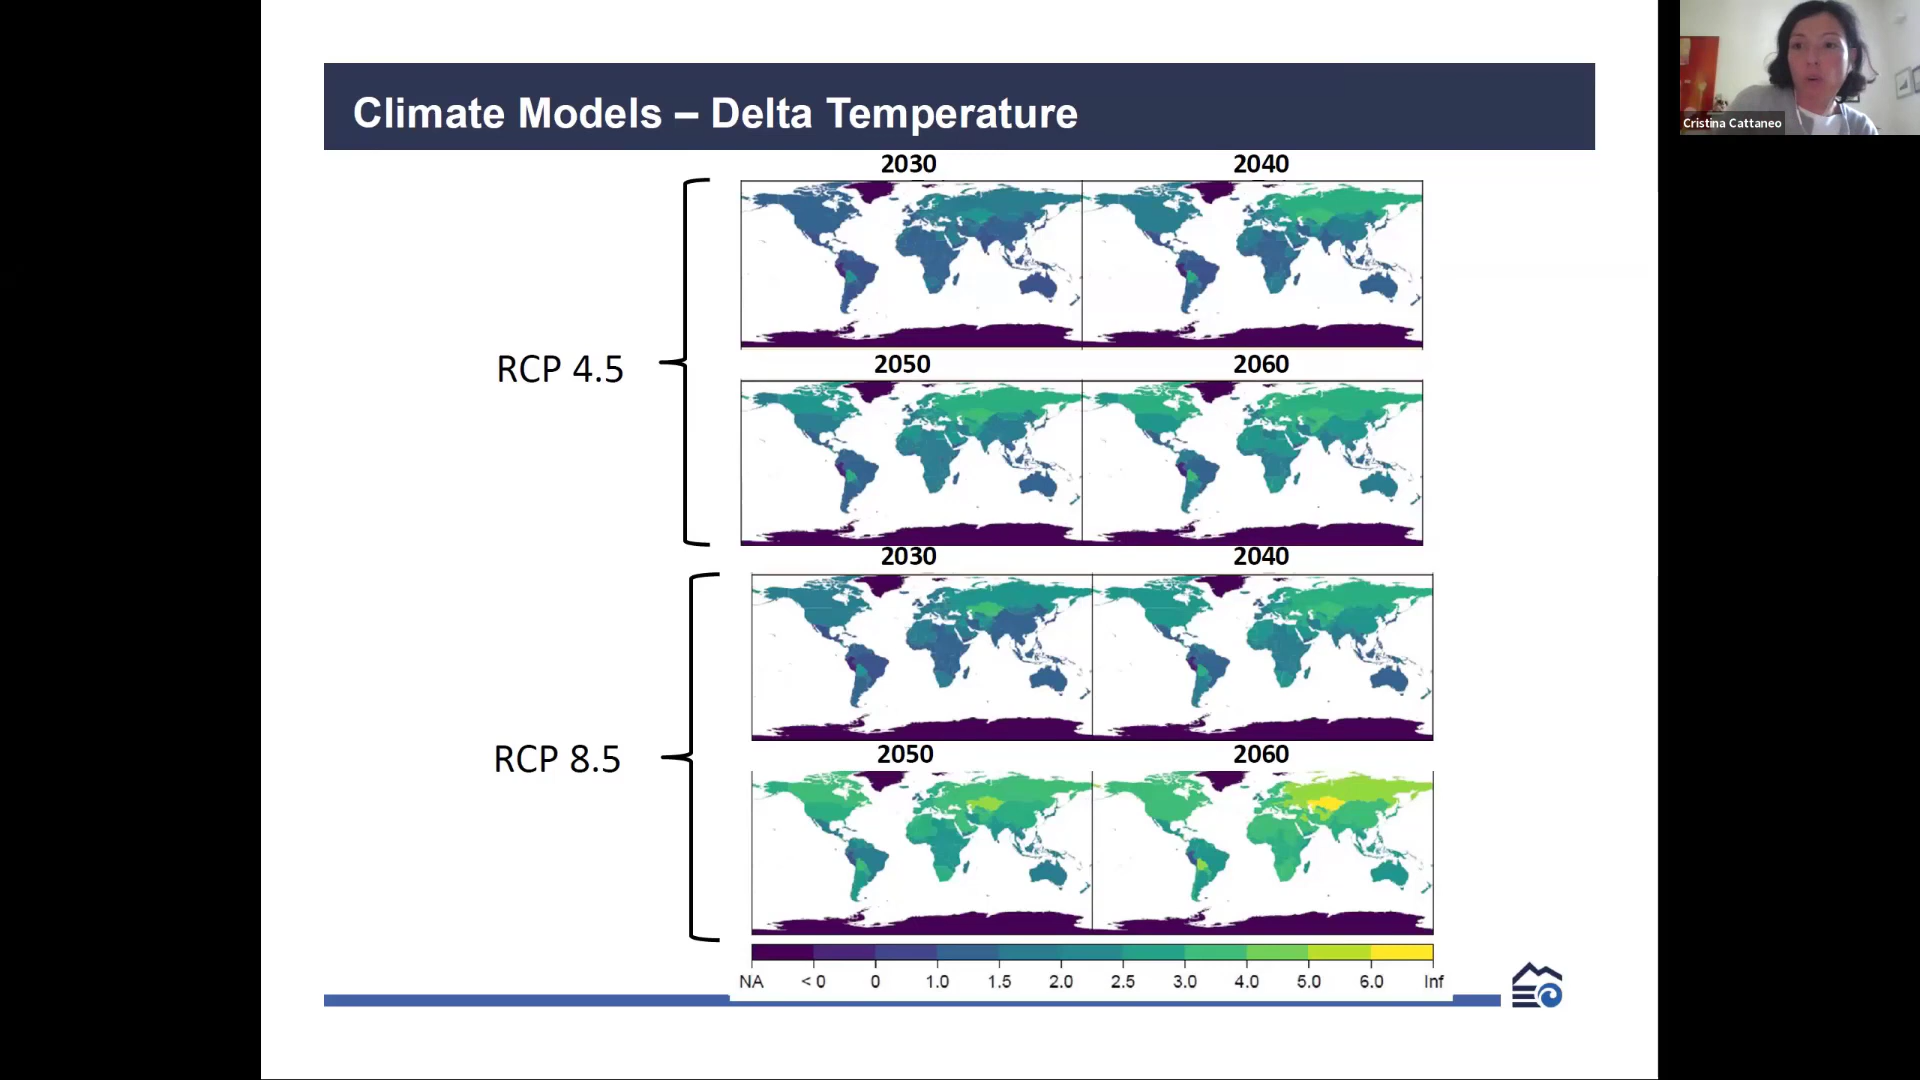 Climate Models – Delta Temperature
Cristina Cattaneo
2030 2040
RCP 4.5
2050 2060
2030 2040
RCP 8.5
2050 2060
NA < 0 0 1.0 1.5 2.0 2.5 3.0 4.0 5.0 6.0 Inf